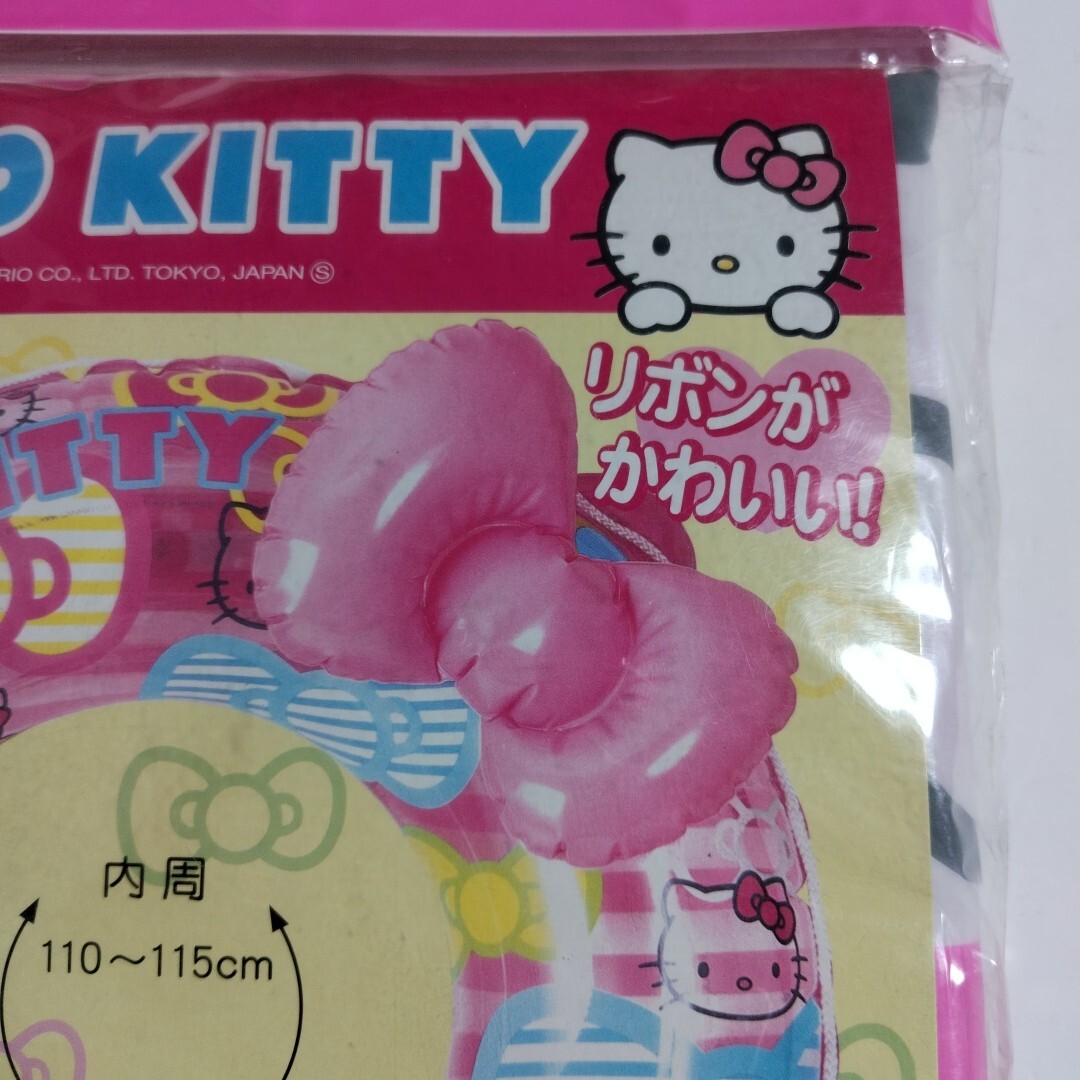 O KITTY
RIO CO., LTD. TOKYO, JAPAN Ⓢ
リボンが
かわいい!
ITTY
内周
110～115cm